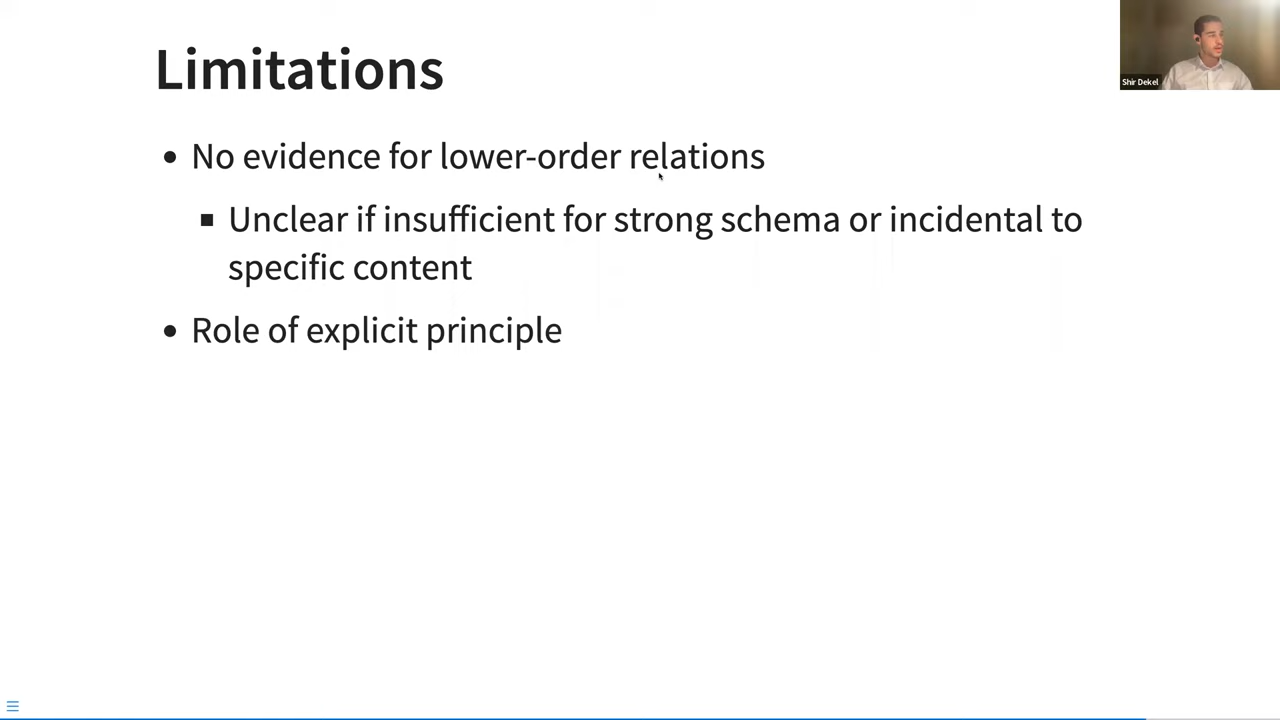 Limitations
Shir Dekel
No evidence for lower-order relations
Unclear if insufficient for strong schema or incidental to
specific content
Role of explicit principle